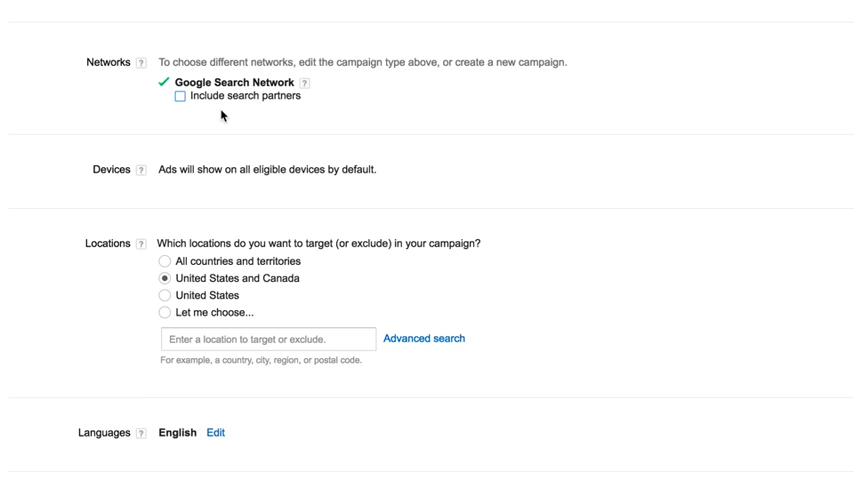 Networks ? To choose different networks, edit the campaign type above, or create a new campaign.
Google Search Network ?
Include search partners
Devices ? Ads will show on all eligible devices by default.
Locations ? Which locations do you want to target (or exclude) in your campaign?
All countries and territories
United States and Canada
United States
Let me choose...
Enter a location to target or exclude. Advanced search
For example, a country, city, region, or postal code.
Languages ? English Edit